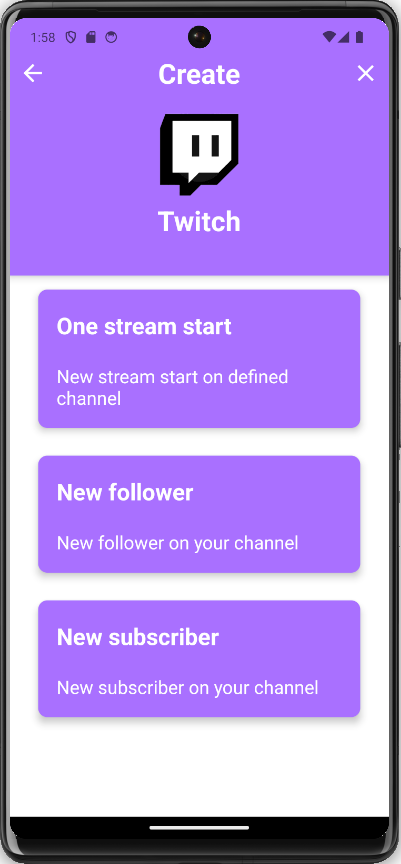 1:58
Create
Twitch
One stream start
New stream start on defined
channel
New follower
New follower on your channel
New subscriber
New subscriber on your channel